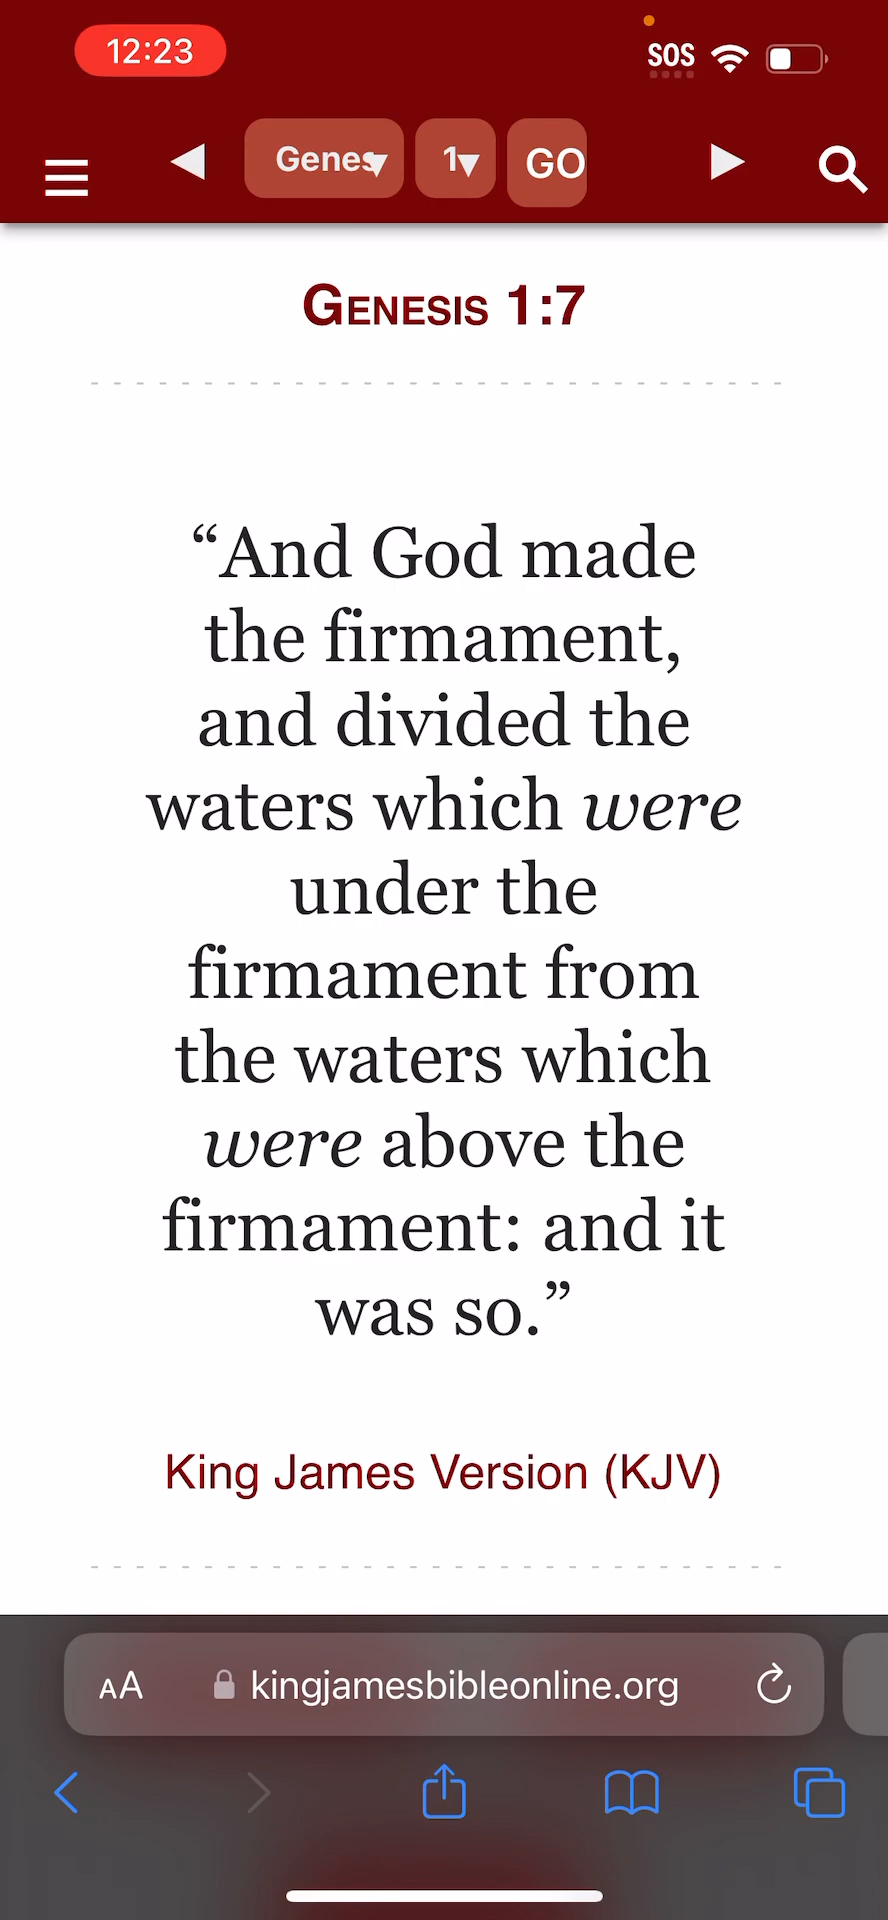 12:23 SOS
Genes 1 GO
GENESIS 1:7
“And God made
the firmament,
and divided the
waters which were
under the
firmament from
the waters which
were above the
firmament: and it
was so.”
King James Version (KJV)
AA kingjamesbibleonline.org